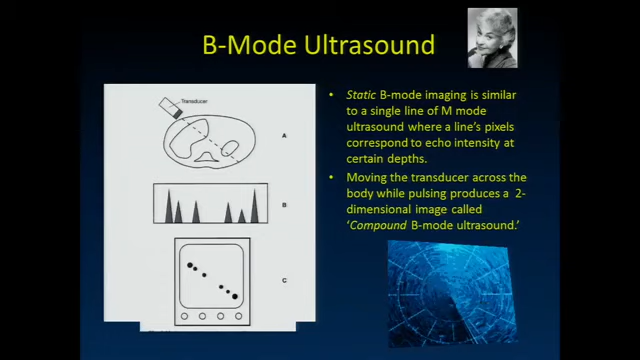 B-Mode Ultrasound
Transducer
A
B
C
• Static B-mode imaging is similar
to a single line of M mode
ultrasound where a line's pixels
correspond to echo intensity at
certain depths.
• Moving the transducer across the
body while pulsing produces a 2-
dimensional image called
'Compound B-mode ultrasound.'